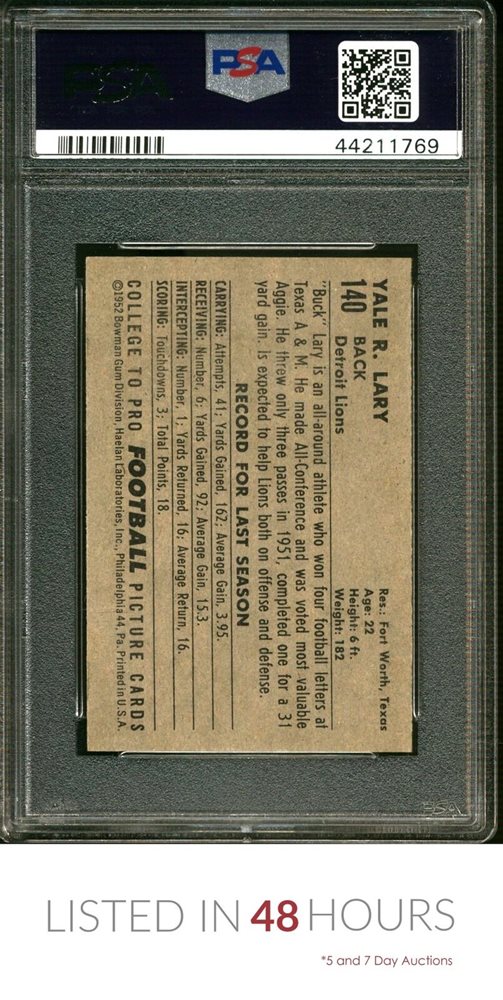 PSA
PSA
44211769
YALE R. LARY
140 BACK
Detroit Lions
Res.: Fort Worth, Texas
Age: 22
Height: 6 ft.
Weight: 182
"Buck" Lary is an all-around athlete who won four football letters at
Texas A & M. He made All-Conference and was voted most valuable
Aggie. He threw only three passes in 1951, completed one for a 31
yard gain. Is expected to help Lions both on offense and defense.
RECORD FOR LAST SEASON
CARRYING: Attempts, 41; Yards Gained, 162; Average Gain, 3.95.
RECEIVING: Number, 6; Yards Gained, 92; Average Gain, 15.3.
INTERCEPTING: Number, 1; Yards Returned, 16; Average Return, 16.
SCORING: Touchdowns, 3; Total Points, 18.
COLLEGE TO PRO FOOTBALL PICTURE CARDS
©1952 Bowman Gum Division, Haelan Laboratories, Inc., Philadelphia 44, Pa. Printed in U.S.A.
PSA
LISTED IN 48 HOURS
*5 and 7 Day Auctions